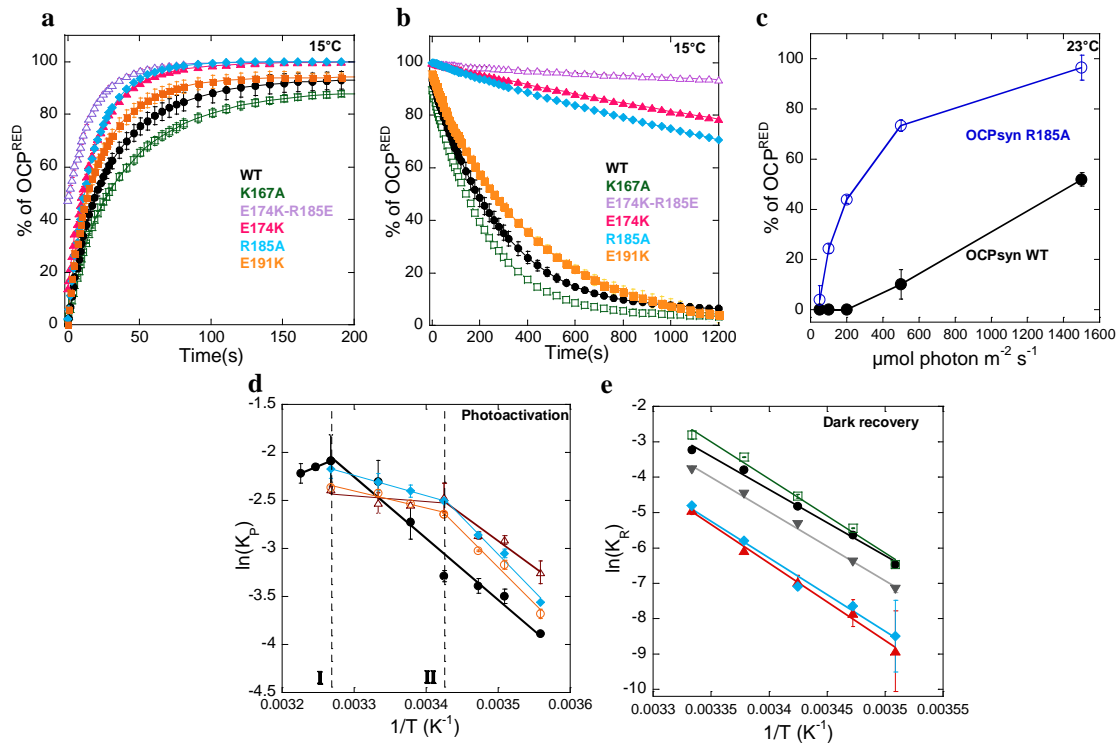 a
15°C
% of OCP^RED
100
80
60
40
20
0
WT
K167A
E174K-R185E
E174K
R185A
E191K
0
50
100
150
200
Time(s)
b
15°C
% of OCP^RED
100
80
60
40
20
0
WT
K167A
E174K-R185E
E174K
R185A
E191K
0
200
400
600
800
1000
1200
Time(s)
c
23°C
% of OCP^RED
100
80
60
40
20
0
OCPsyn R185A
OCPsyn WT
0
200
400
600
800
1000
1200
1400
1600
µmol photon m-2 s-1
d
Photoactivation
ln(K_P)
-1.5
-2
-2.5
-3
-3.5
-4
-4.5
I
II
0.0032
0.0033
0.0034
0.0035
0.0036
1/T (K-1)
e
Dark recovery
ln(K_R)
-2
-3
-4
-5
-6
-7
-8
-9
-10
0.0033
0.00335
0.0034
0.00345
0.0035
0.00355
1/T (K-1)